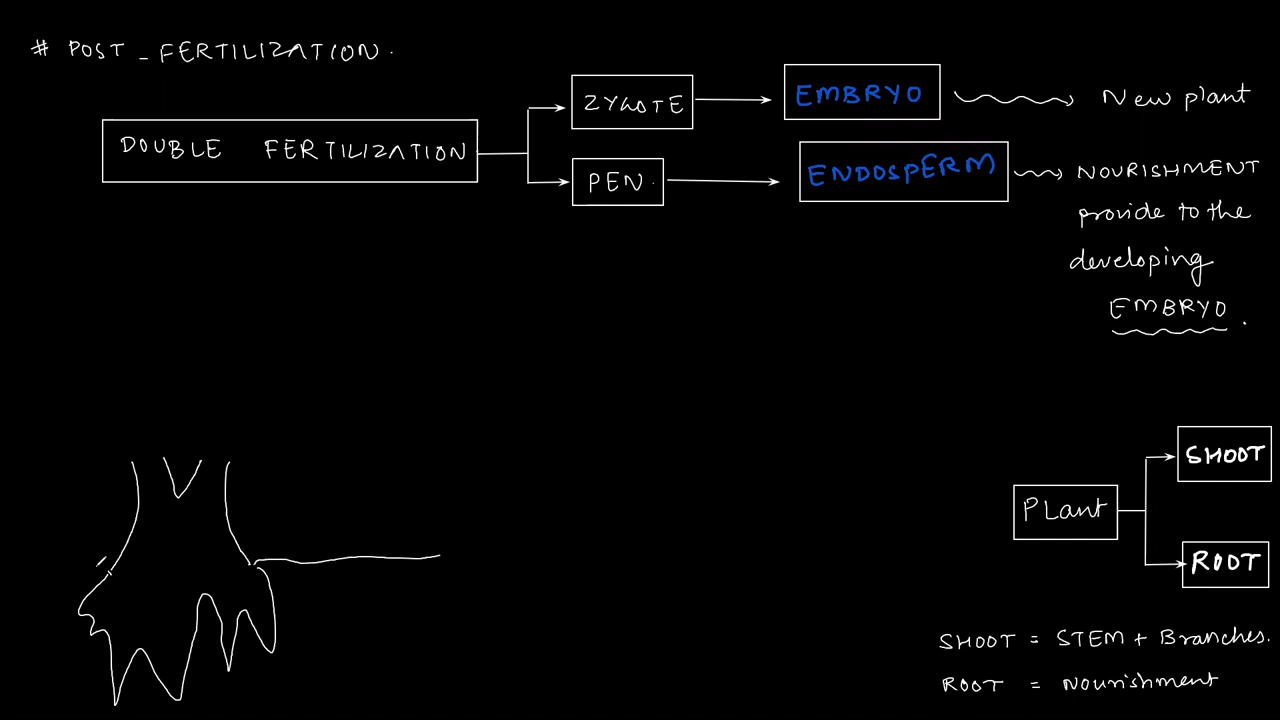 # POST - FERTILIZATION.
DOUBLE FERTILIZATION
ZYGOTE
EMBRYO
New plant
PEN.
ENDOSPERM
NOURISHMENT
provide to the
developing
EMBRYO.
Plant
SHOOT
ROOT
SHOOT = STEM + Branches.
ROOT = Nourishment